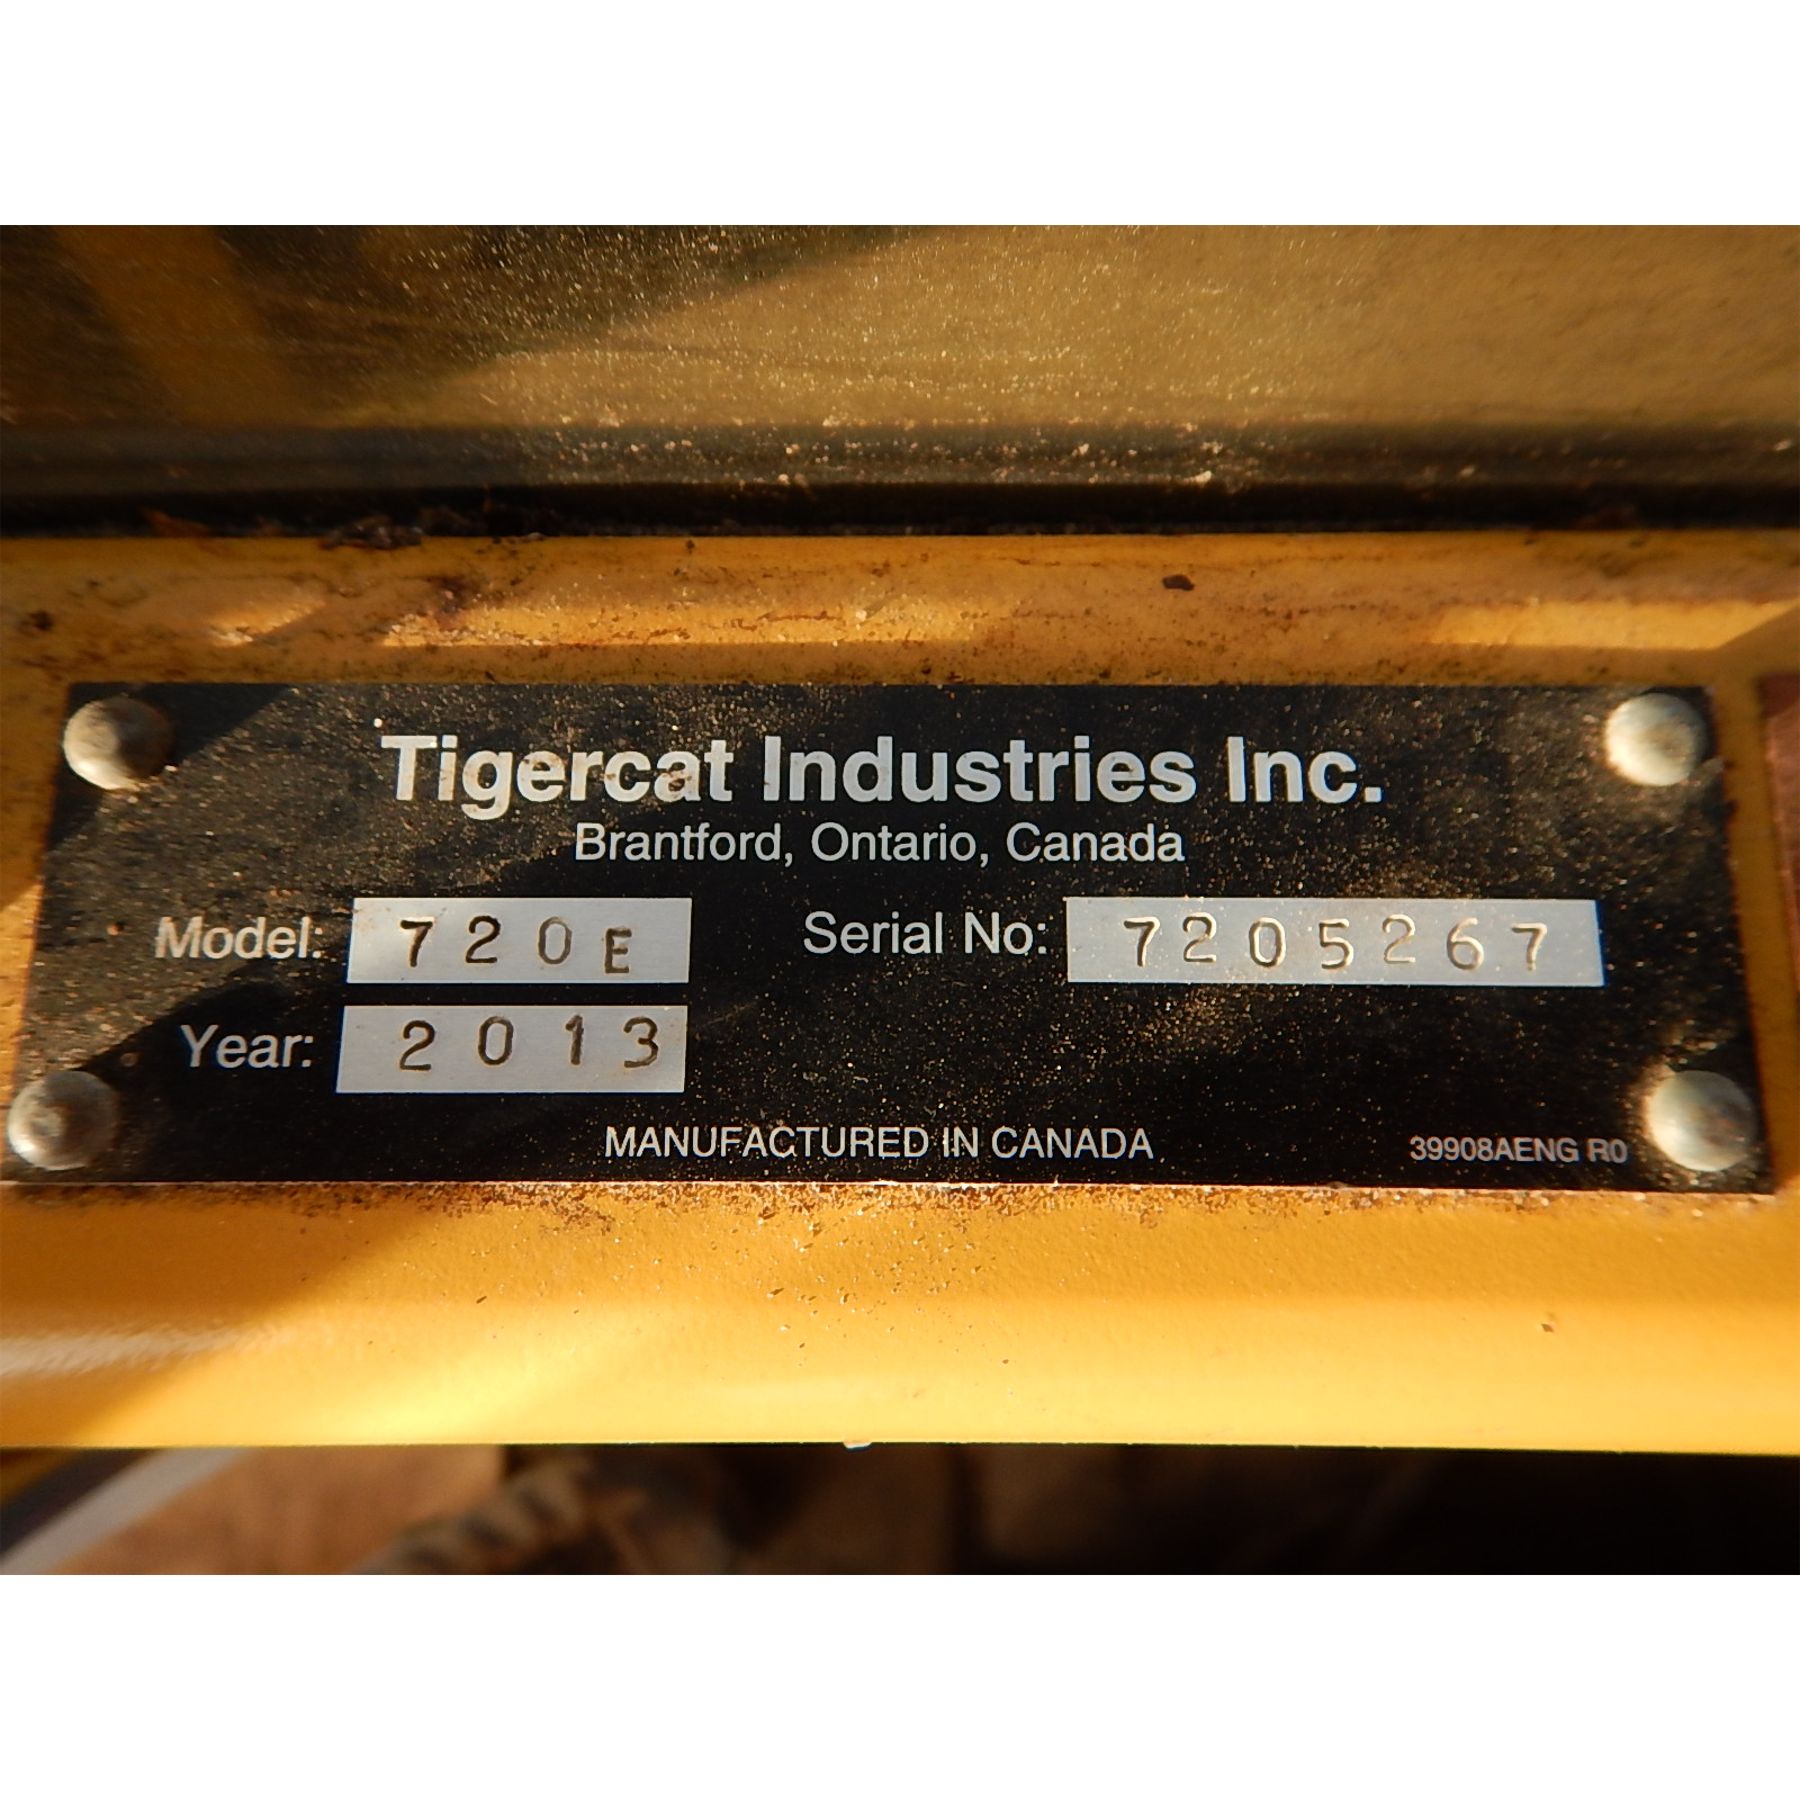 Tigercat Industries Inc.
Brantford, Ontario, Canada
Model: 720E Serial No: 7205267
Year: 2013
MANUFACTURED IN CANADA 39908AENG R0